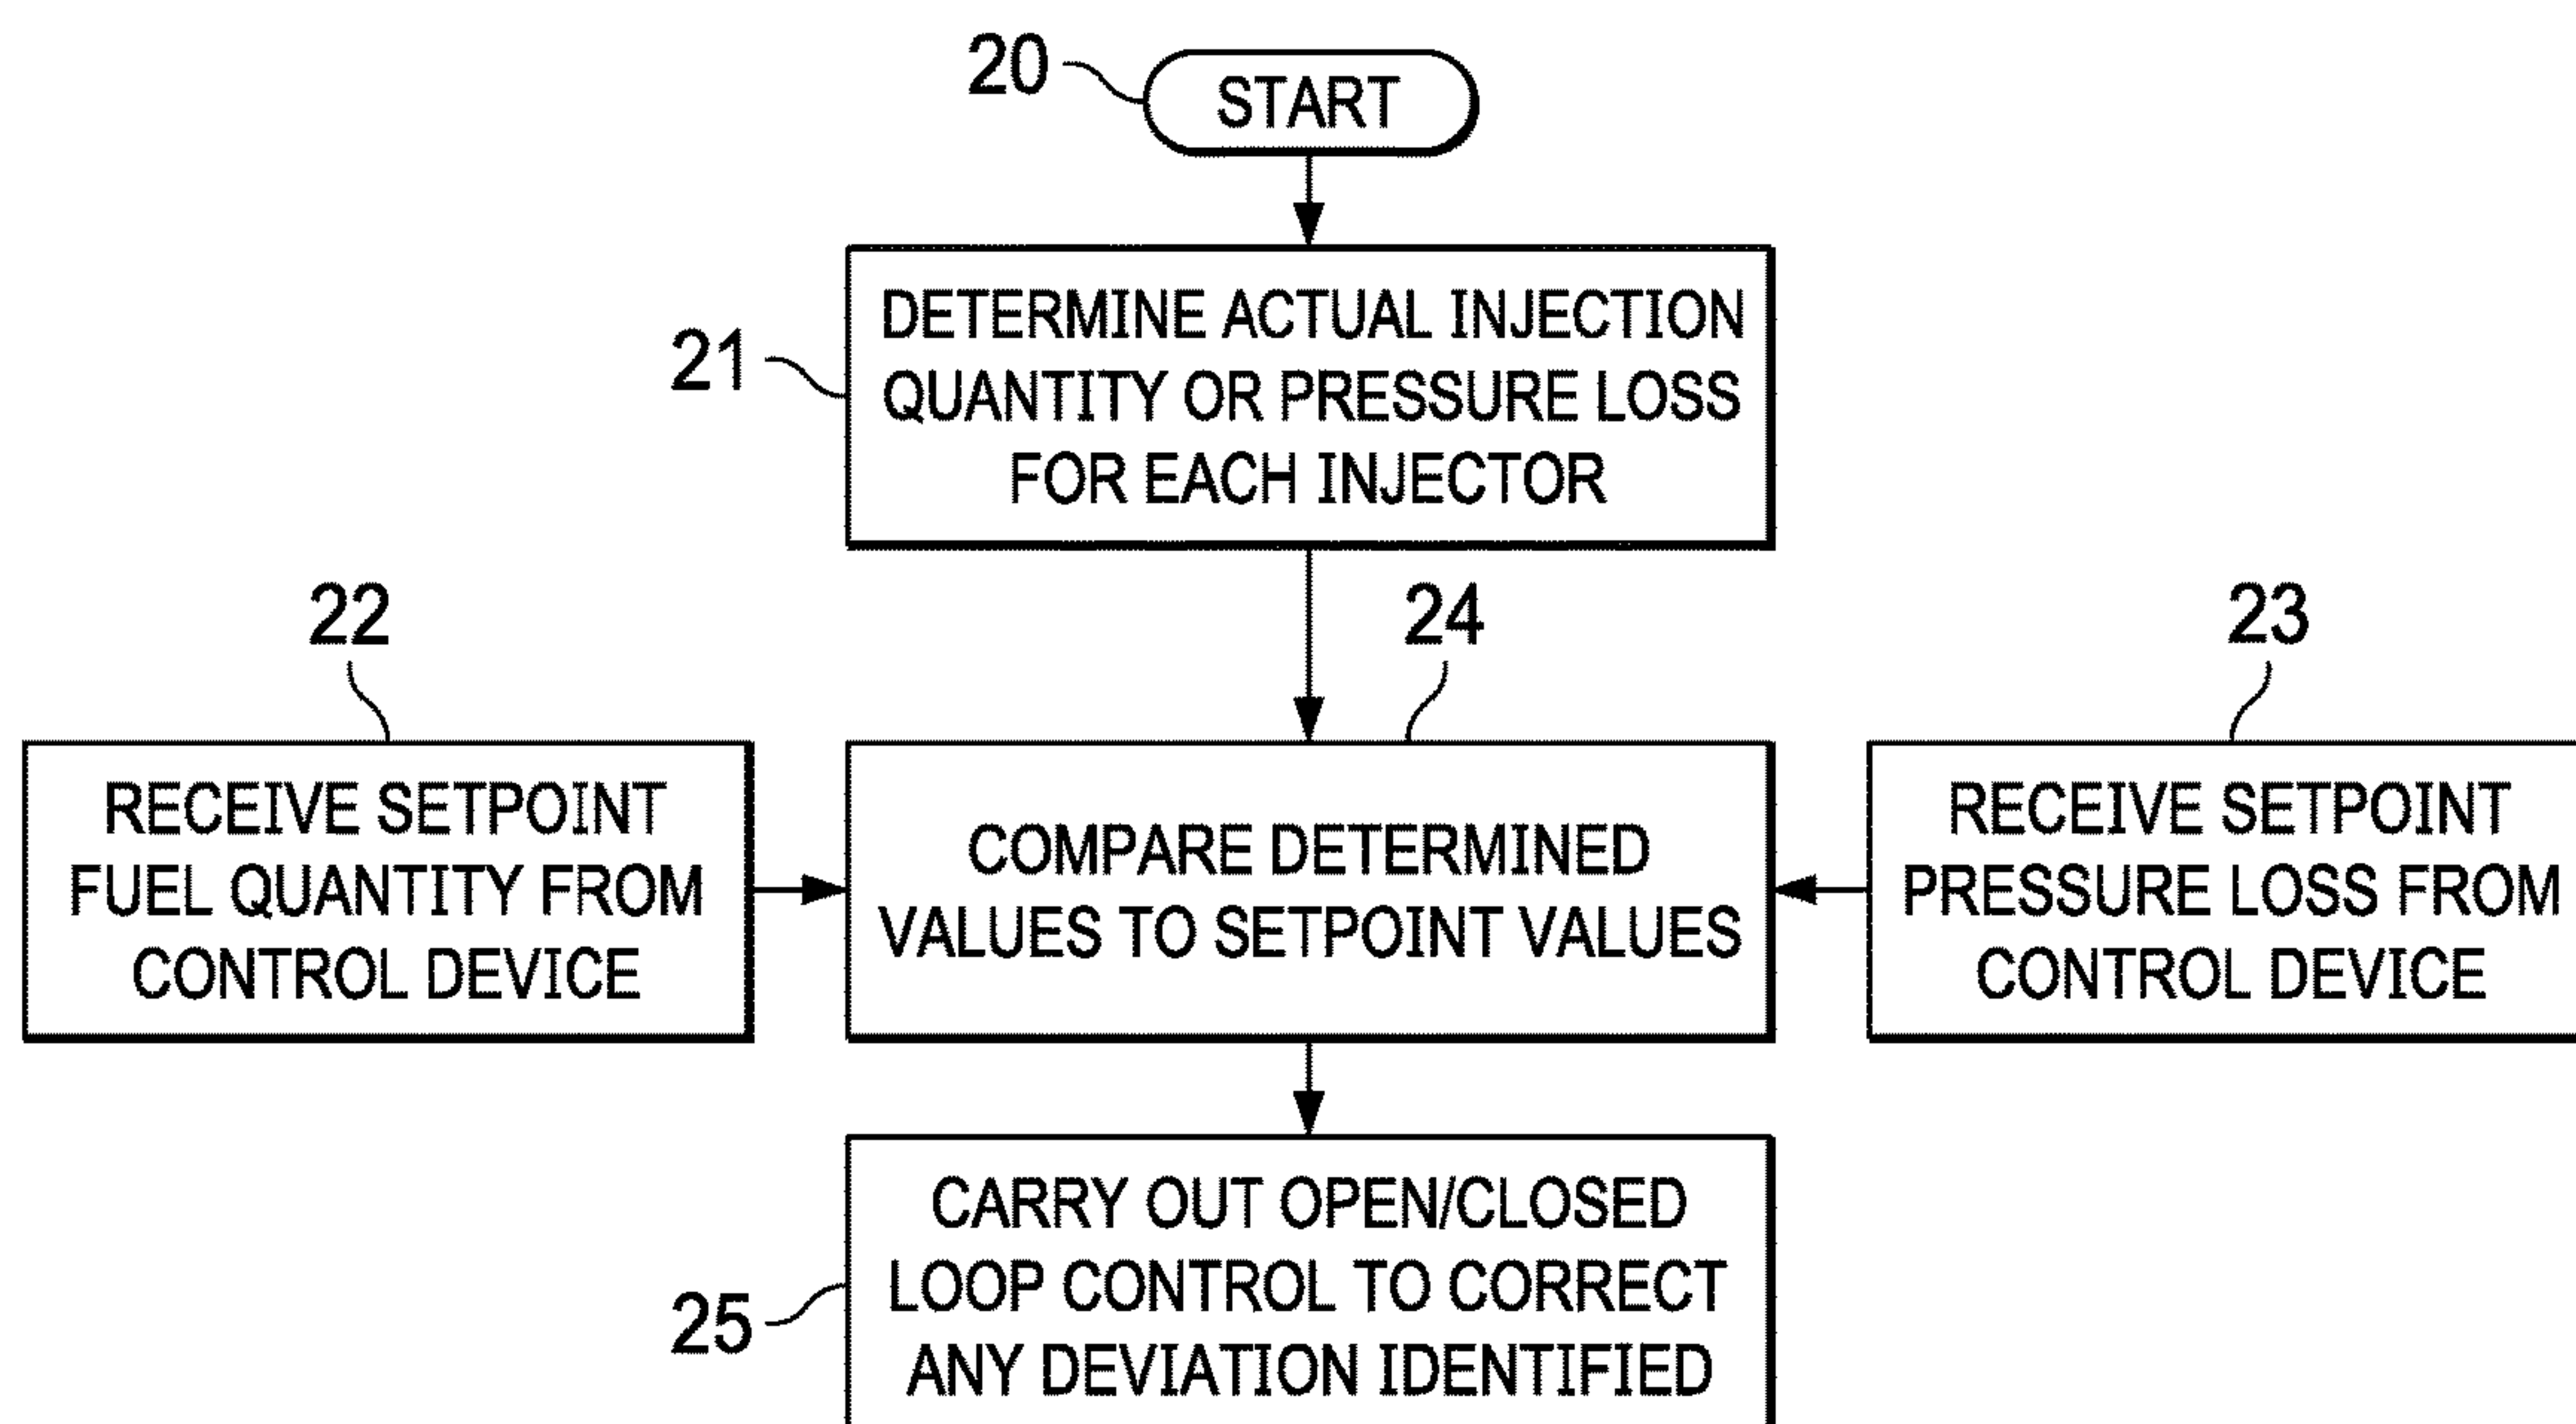 20
START
21
DETERMINE ACTUAL INJECTION
QUANTITY OR PRESSURE LOSS
FOR EACH INJECTOR
22
24
23
RECEIVE SETPOINT
FUEL QUANTITY FROM
CONTROL DEVICE
COMPARE DETERMINED
VALUES TO SETPOINT VALUES
RECEIVE SETPOINT
PRESSURE LOSS FROM
CONTROL DEVICE
25
CARRY OUT OPEN/CLOSED
LOOP CONTROL TO CORRECT
ANY DEVIATION IDENTIFIED